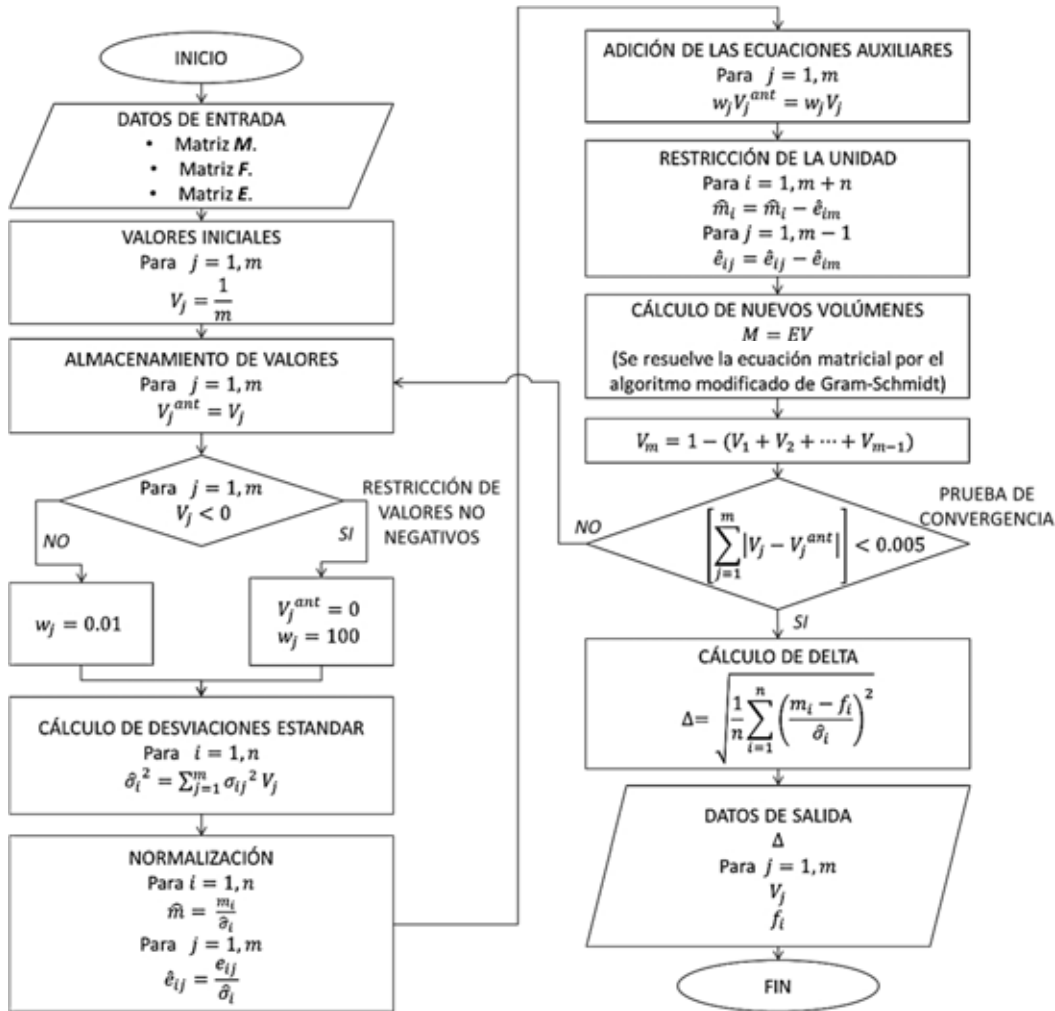 INICIO
DATOS DE ENTRADA
• Matriz M.
• Matriz F.
• Matriz E.
VALORES INICIALES
Para j = 1, m
V_j = 1/m
ALMACENAMIENTO DE VALORES
Para j = 1, m
V_j^ant = V_j
Para j = 1, m
V_j < 0
RESTRICCIÓN DE
VALORES NO
NEGATIVOS
NO
SI
w_j = 0.01
V_j^ant = 0
w_j = 100
CÁLCULO DE DESVIACIONES ESTANDAR
Para i = 1, n
σ̂_i² = ∑_{j=1}^{m} σ_ij² V_j
NORMALIZACIÓN
Para i = 1, n
m̂ = m_i/σ̂_i
Para j = 1, m
ê_ij = e_ij/σ̂_i
ADICIÓN DE LAS ECUACIONES AUXILIARES
Para j = 1, m
w_j V_j^ant = w_j V_j
RESTRICCIÓN DE LA UNIDAD
Para i = 1, m + n
m̂_i = m̂_i − ê_im
Para j = 1, m − 1
ê_ij = ê_ij − ê_im
CÁLCULO DE NUEVOS VOLÚMENES
M = EV
(Se resuelve la ecuación matricial por el
algoritmo modificado de Gram-Schmidt)
V_m = 1 − (V_1 + V_2 + ⋯ + V_{m−1})
PRUEBA DE
CONVERGENCIA
NO
[∑_{j=1}^{m} |V_j − V_j^ant|] < 0.005
SI
CÁLCULO DE DELTA
Δ= √(1/n ∑_{i=1}^{n} ((m_i − f_i)/σ̂_i)²)
DATOS DE SALIDA
Δ
Para j = 1, m
V_j
f_i
FIN